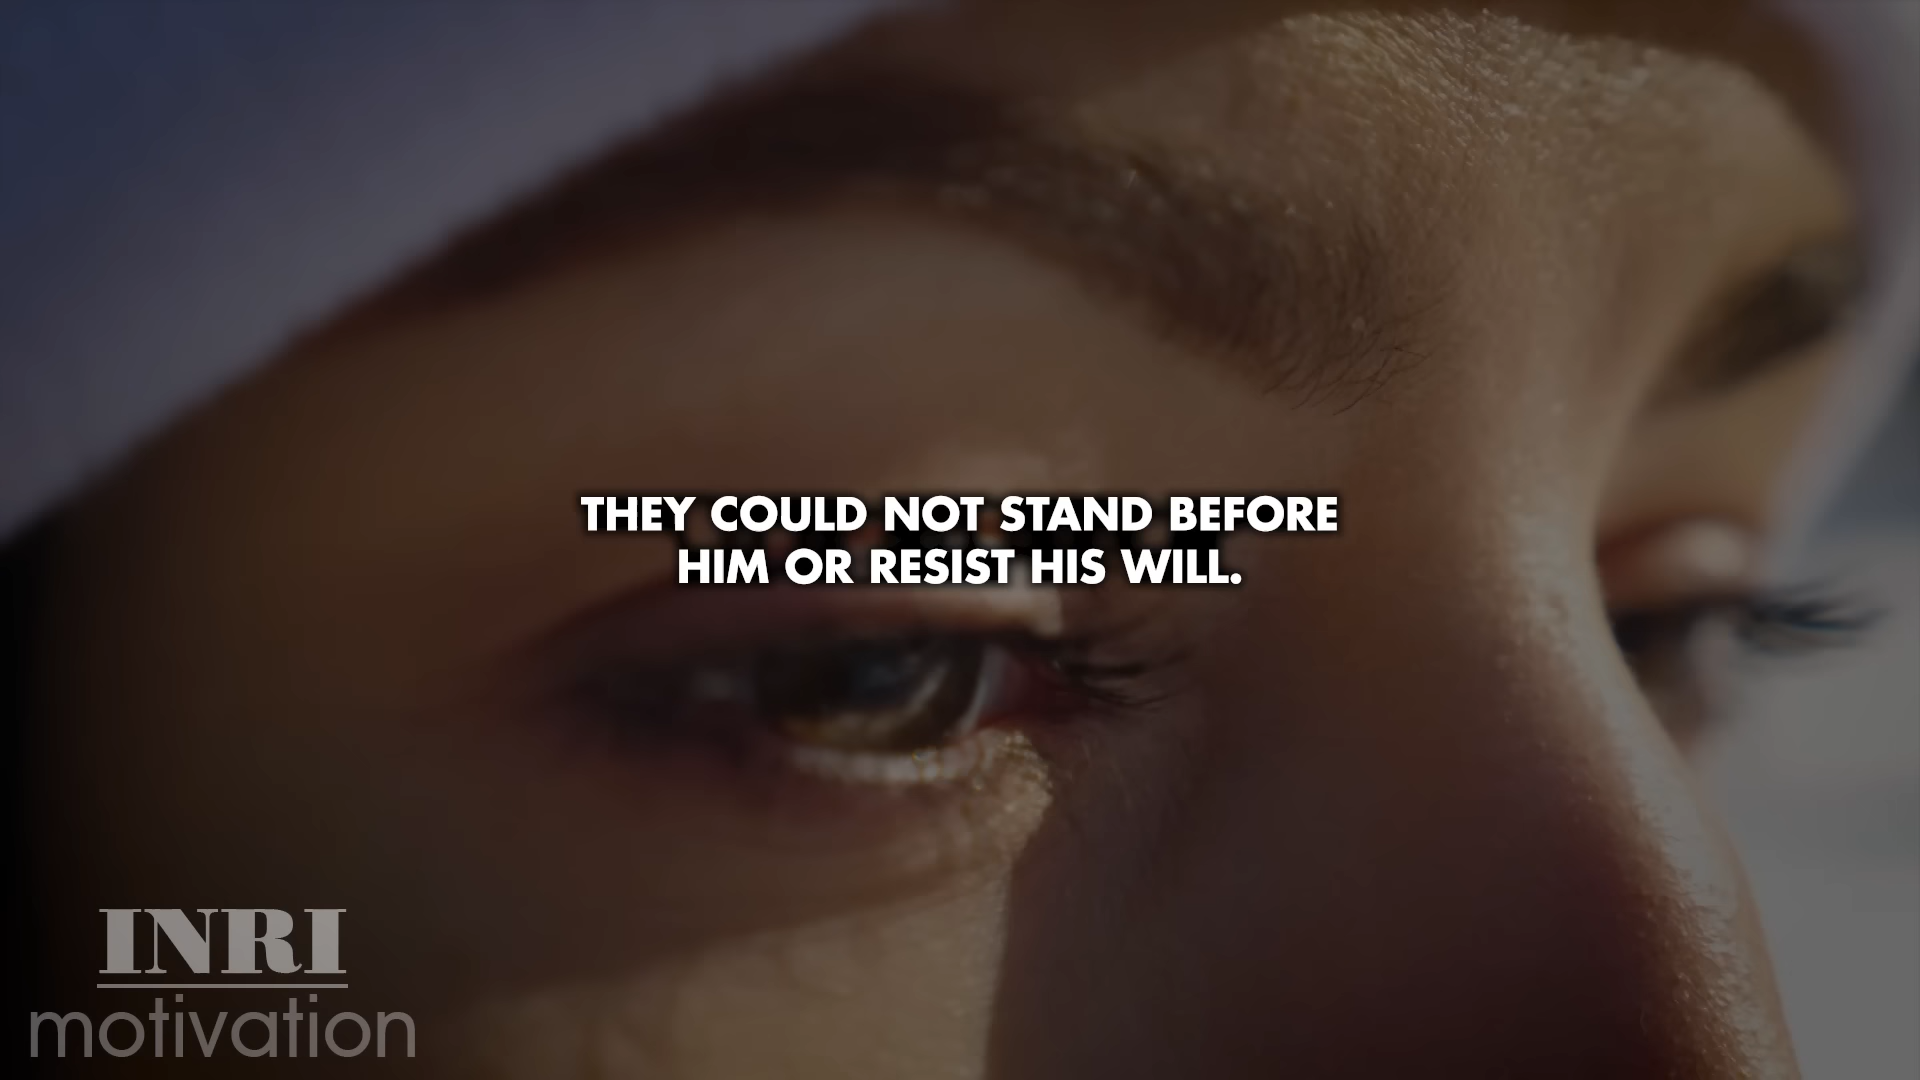 THEY COULD NOT STAND BEFORE
HIM OR RESIST HIS WILL.
INRI
motivation